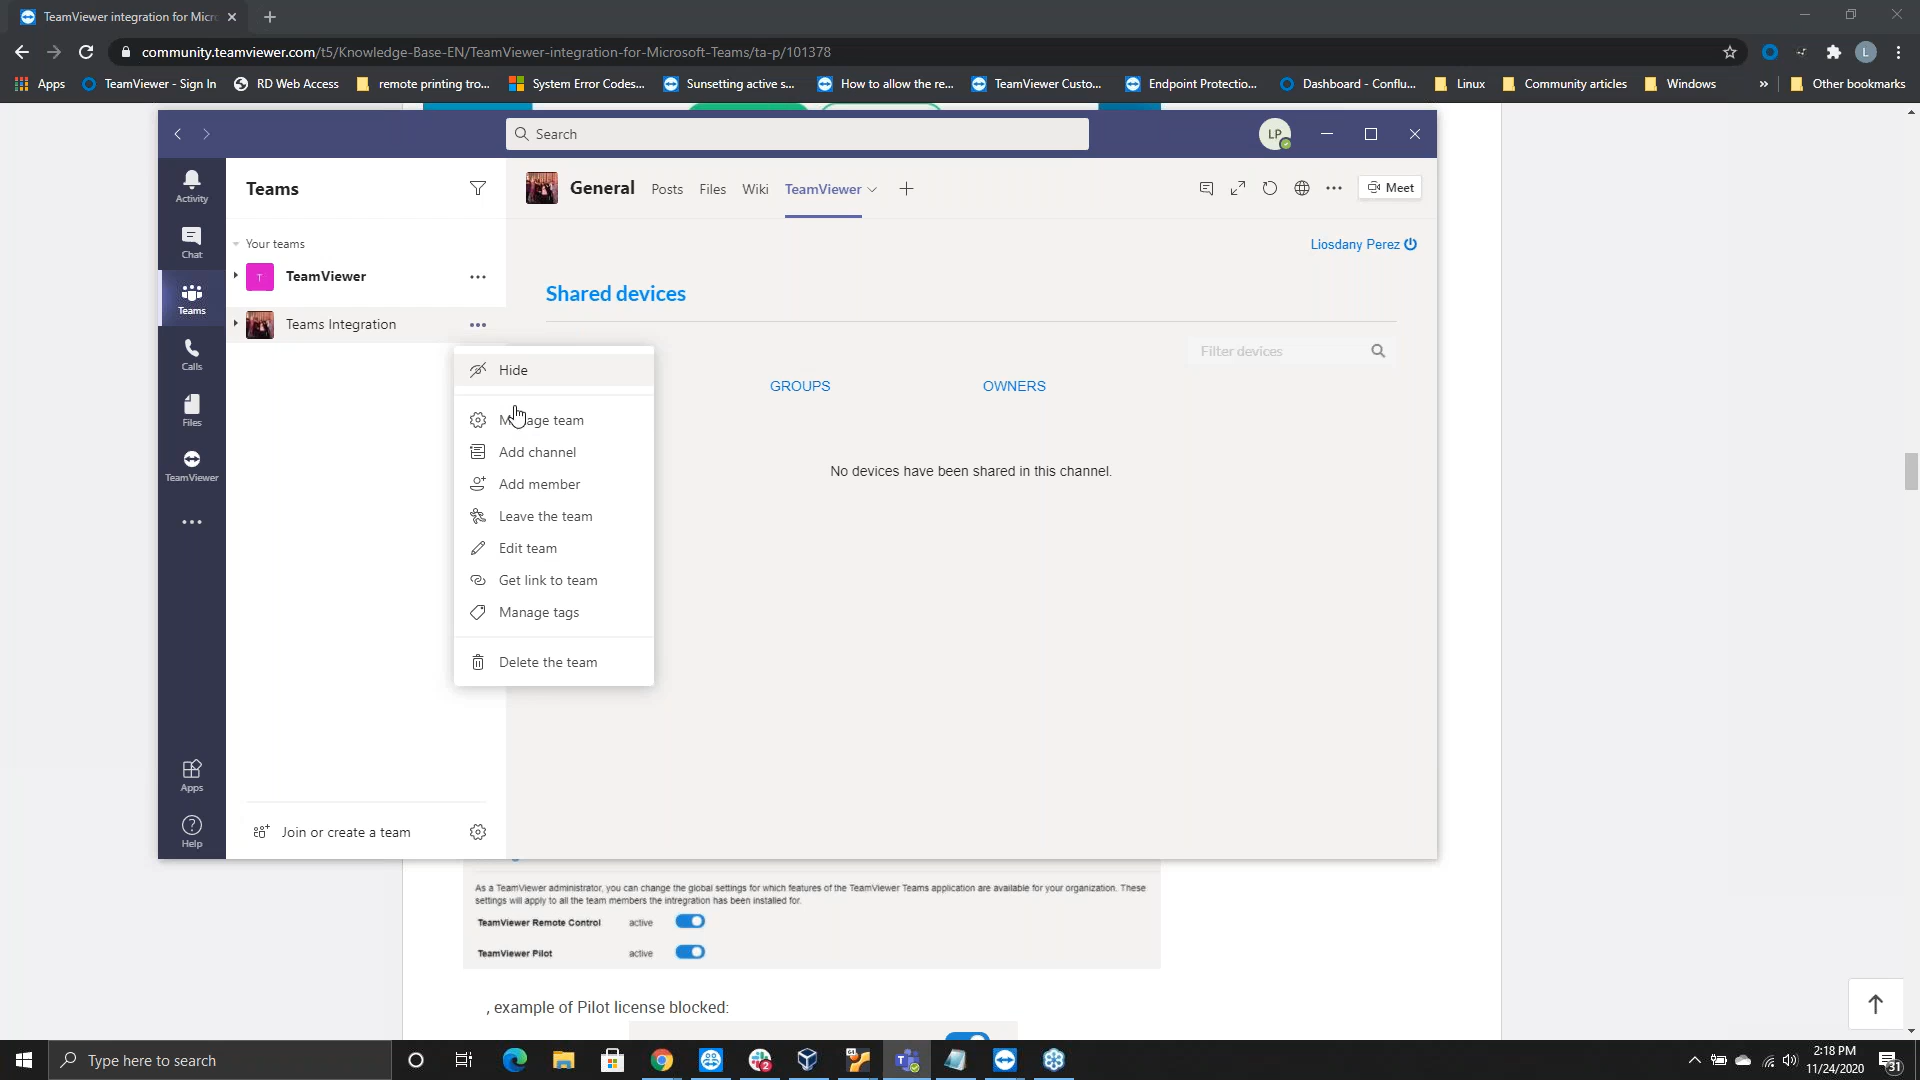 TeamViewer integration for Micr
community.teamviewer.com/t5/Knowledge-Base-EN/TeamViewer-integration-for-Microsoft-Teams/ta-p/101378
L
Apps TeamViewer - Sign In RD Web Access remote printing tro... System Error Codes... Sunsetting active s... How to allow the re... TeamViewer Custo... Endpoint Protectio... Dashboard - Conflu... Linux Community articles Windows » Other bookmarks
Search
LP
Activity
Chat
Teams
Calls
Files
TeamViewer
Apps
Help
Teams
Your teams
T TeamViewer
Teams Integration
Join or create a team
Hide
Manage team
Add channel
Add member
Leave the team
Edit team
Get link to team
Manage tags
Delete the team
General Posts Files Wiki TeamViewer Meet
Liosdany Perez
Shared devices
Filter devices
GROUPS OWNERS
No devices have been shared in this channel.
As a TeamViewer administrator, you can change the global settings for which features of the TeamViewer Teams application are available for your organization. These
settings will apply to all the team members the intregration has been installed for.
TeamViewer Remote Control active
TeamViewer Pilot active
, example of Pilot license blocked:
Type here to search
2
2:18 PM
11/24/2020
31